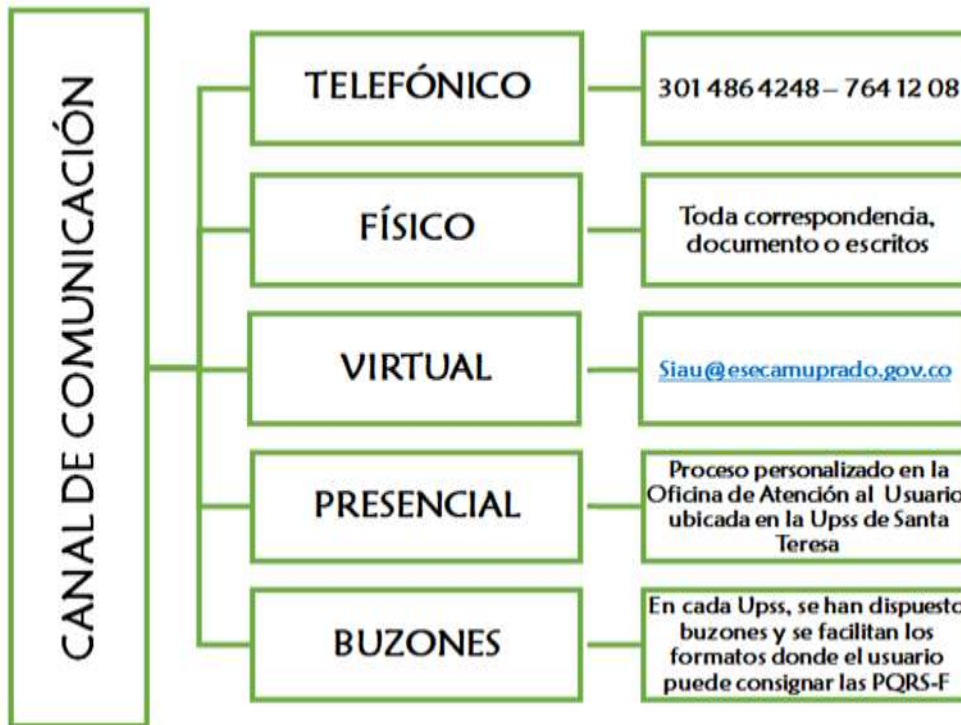 CANAL DE COMUNICACIÓN
TELEFÓNICO
301 486 4248 – 764 12 08
FÍSICO
Toda correspondencia,
documento o escritos
VIRTUAL
Siau@esecamuprado.gov.co
PRESENCIAL
Proceso personalizado en la
Oficina de Atención al Usuario
ubicada en la Upss de Santa
Teresa
BUZONES
En cada Upss, se han dispuesto
buzones y se facilitan los
formatos donde el usuario
puede consignar las PQRS-F